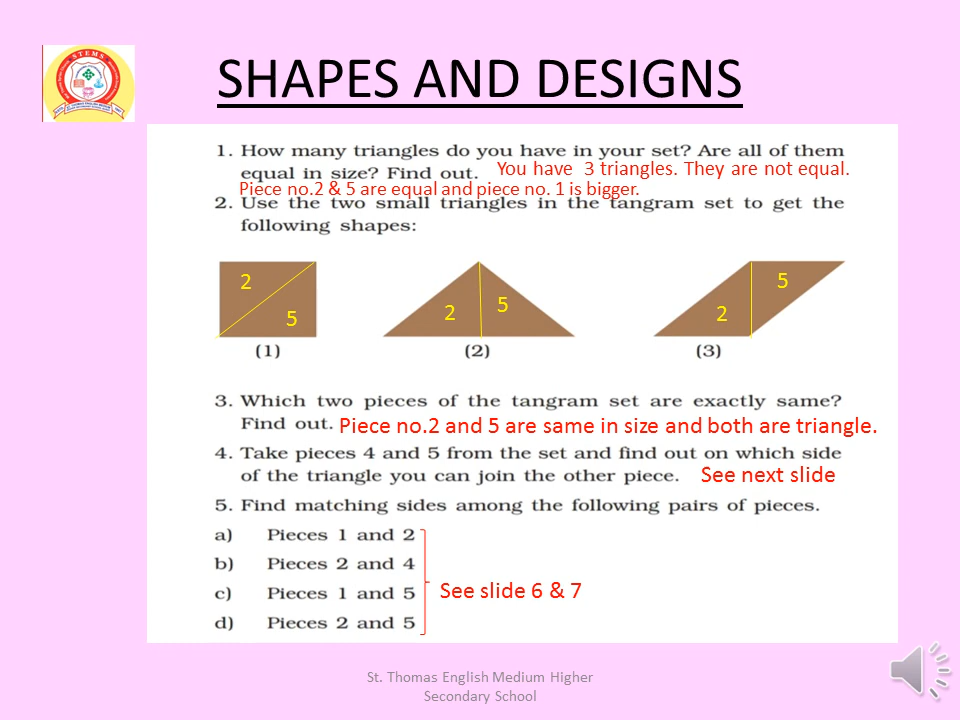 STEMS
SHAPES AND DESIGNS
1. How many triangles do you have in your set? Are all of them
equal in size? Find out. You have 3 triangles. They are not equal.
Piece no.2 & 5 are equal and piece no. 1 is bigger.
2. Use the two small triangles in the tangram set to get the
following shapes:
2 5 2 5 2 5
(1) (2) (3)
3. Which two pieces of the tangram set are exactly same?
Find out. Piece no.2 and 5 are same in size and both are triangle.
4. Take pieces 4 and 5 from the set and find out on which side
of the triangle you can join the other piece. See next slide
5. Find matching sides among the following pairs of pieces.
a) Pieces 1 and 2
b) Pieces 2 and 4
c) Pieces 1 and 5
See slide 6 & 7
d) Pieces 2 and 5
St. Thomas English Medium Higher
Secondary School